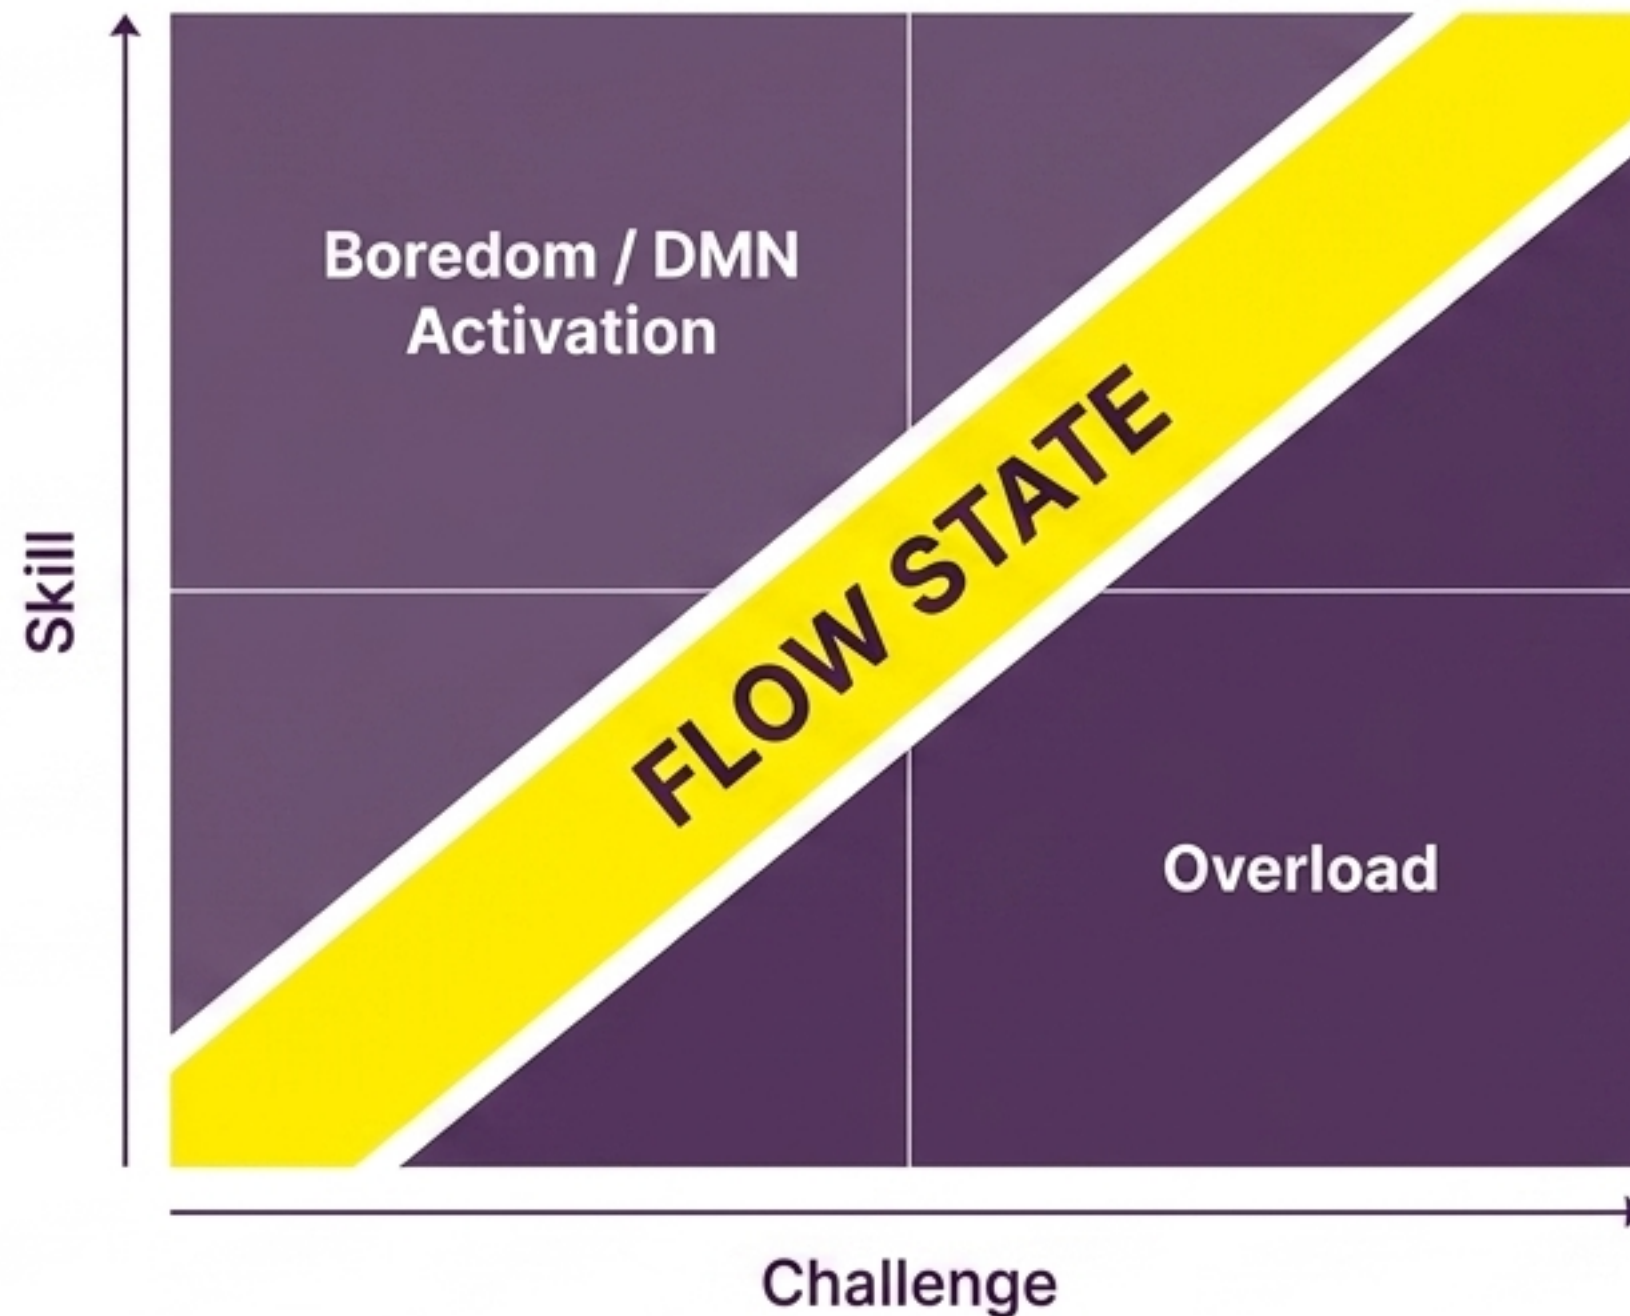 Boredom / DMN
Activation
FLOW STATE
Skill
Overload
Challenge